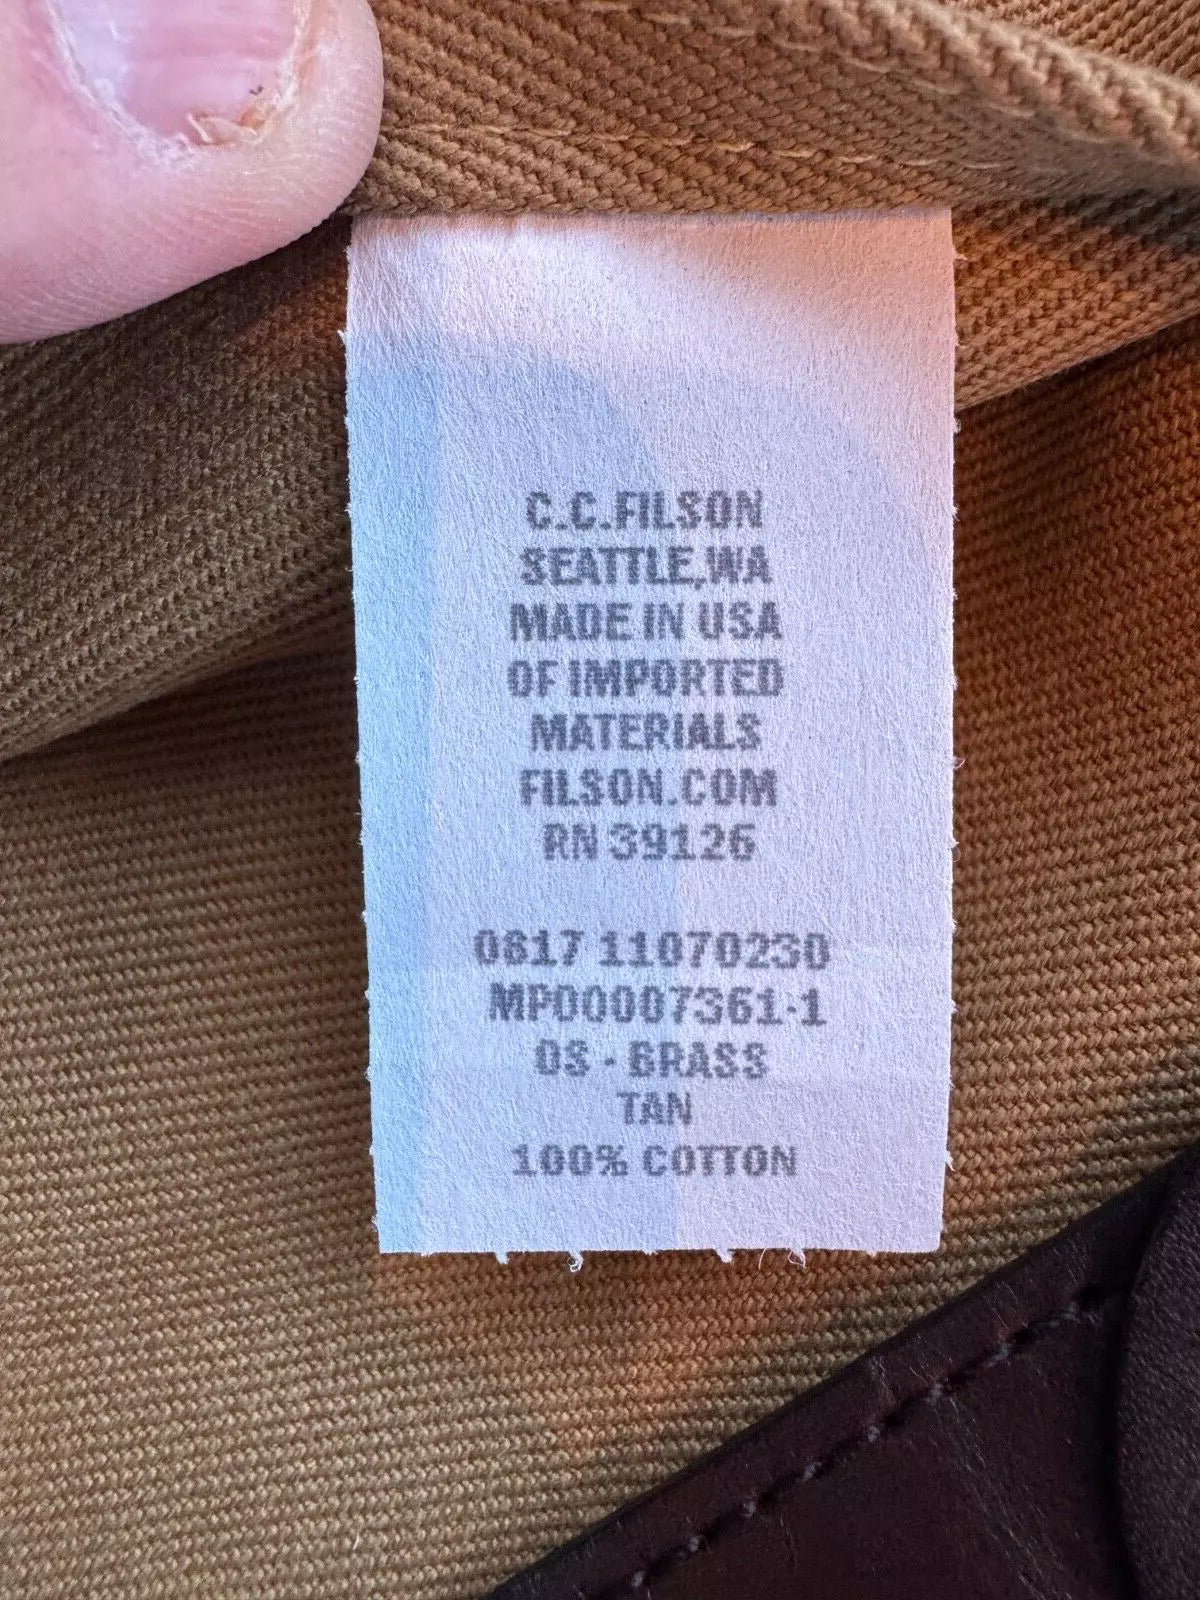 C.C.FILSON
SEATTLE,WA
MADE IN USA
OF IMPORTED
MATERIALS
FILSON.COM
RN 39126
0617 11070230
MP00007361-1
OS - BRASS
TAN
100% COTTON